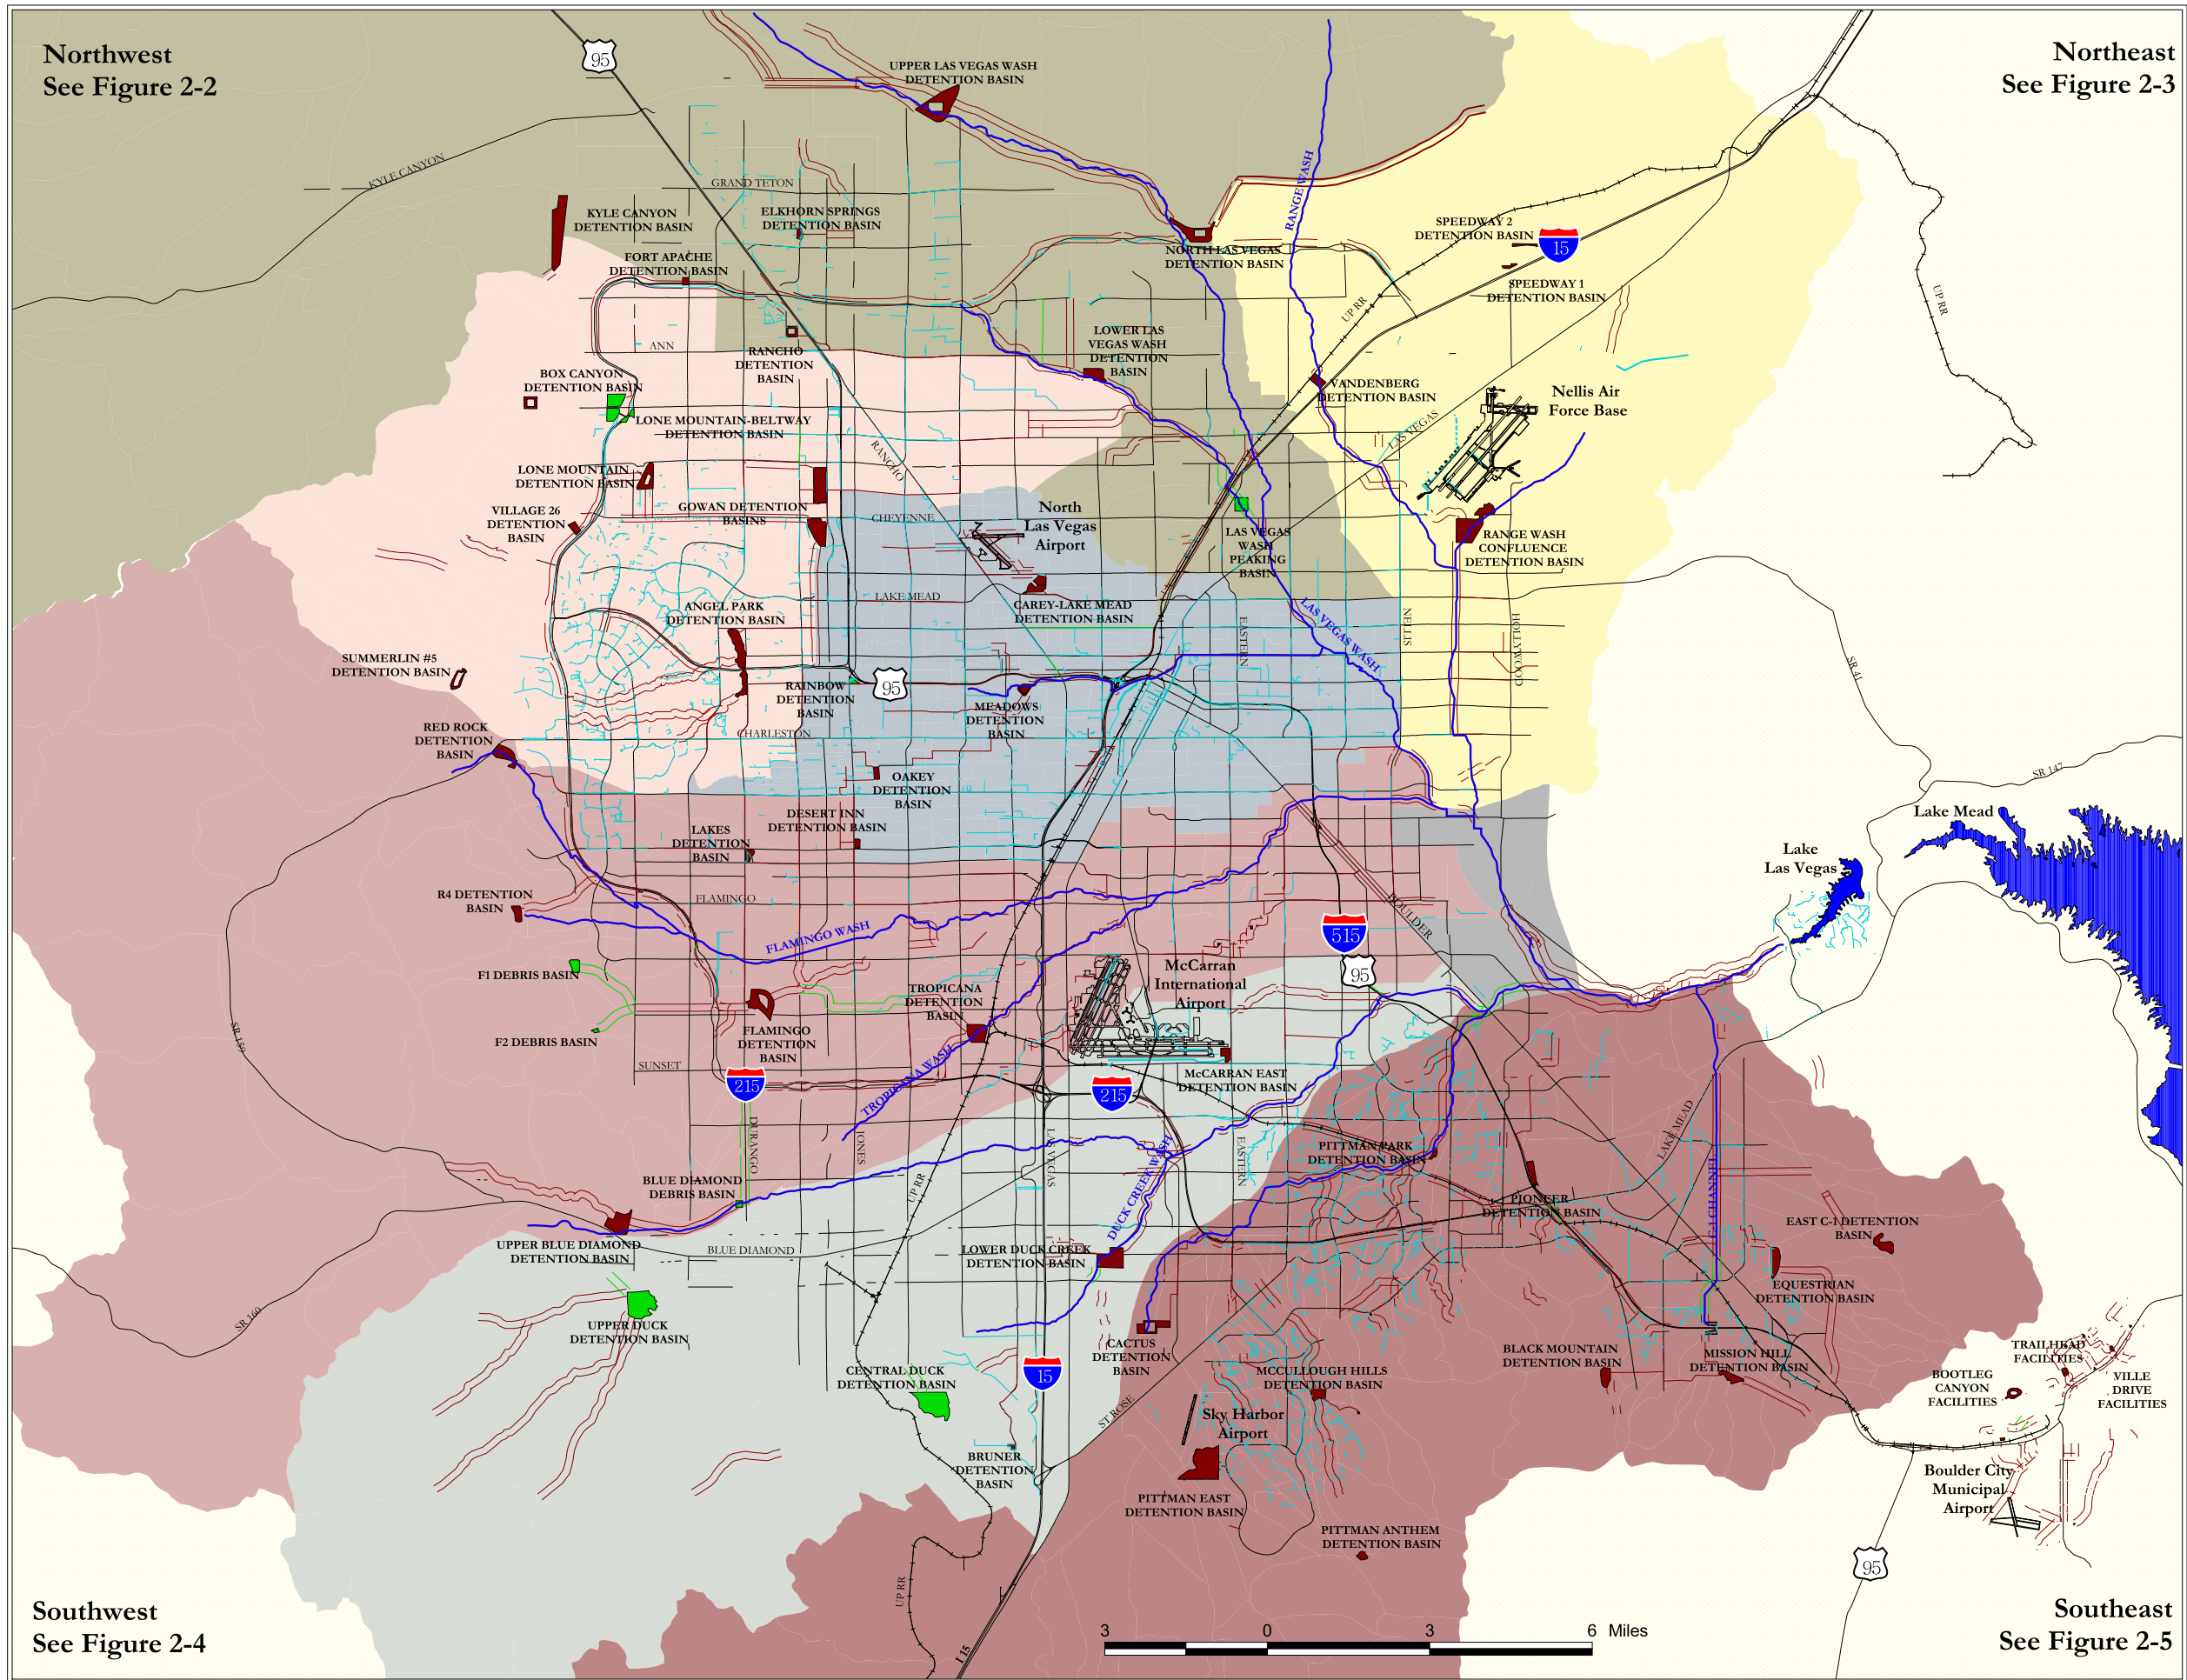 Northwest
See Figure 2-2
95
UPPER LAS VEGAS WASH
DETENTION BASIN
Northeast
See Figure 2-3
KYLE CANYON
GRAND TETON
RANGE WASH
KYLE CANYON
DETENTION BASIN
ELKHORN SPRINGS
DETENTION BASIN
SPEEDWAY 2
DETENTION BASIN
15
NORTH LAS VEGAS
DETENTION BASIN
FORT APACHE
DETENTION BASIN
SPEEDWAY 1
DETENTION BASIN
UP RR
UP RR
ANN
RANCHO
DETENTION
BASIN
LOWER LAS
VEGAS WASH
DETENTION
BASIN
BOX CANYON
DETENTION BASIN
VANDENBERG
DETENTION BASIN
Nellis Air
Force Base
LONE MOUNTAIN-BELTWAY
DETENTION BASIN
LAS VEGAS
RANCHO
LONE MOUNTAIN
DETENTION BASIN
VILLAGE 26
DETENTION
BASIN
GOWAN DETENTION
BASINS
CHEYENNE
North
Las Vegas
Airport
LAS VEGAS
WASH
PEAKING
BASIN
RANGE WASH
CONFLUENCE
DETENTION BASIN
LAKE MEAD
ANGEL PARK
DETENTION BASIN
CAREY-LAKE MEAD
DETENTION BASIN
LAS VEGAS WASH
EASTERN
NELLIS
HOLLYWOOD
SUMMERLIN #5
DETENTION BASIN
SR 41
RAINBOW
DETENTION
BASIN
95
MEADOWS
DETENTION
BASIN
RED ROCK
DETENTION
BASIN
CHARLESTON
OAKEY
DETENTION
BASIN
SR 147
DESERT INN
DETENTION BASIN
LAKES
DETENTION
BASIN
Lake Mead
Lake
Las Vegas
R4 DETENTION
BASIN
FLAMINGO
BOULDER
515
FLAMINGO WASH
95
F1 DEBRIS BASIN
McCarran
International
Airport
TROPICANA
DETENTION
BASIN
SR 159
F2 DEBRIS BASIN
FLAMINGO
DETENTION
BASIN
SUNSET
TROPICANA WASH
215
215
McCARRAN EAST
DETENTION BASIN
DURANGO
JONES
LAS VEGAS
EASTERN
LAKE MEAD
PITTMAN PARK
DETENTION BASIN
BLUE DIAMOND
DEBRIS BASIN
UP RR
DUCK CREEK WASH
C-1 CHANNEL
PIONEER
DETENTION BASIN
EAST C-1 DETENTION
BASIN
UPPER BLUE DIAMOND
DETENTION BASIN
BLUE DIAMOND
LOWER DUCK CREEK
DETENTION BASIN
EQUESTRIAN
DETENTION BASIN
SR 160
UPPER DUCK
DETENTION BASIN
CACTUS
DETENTION
BASIN
15
CENTRAL DUCK
DETENTION BASIN
MCCULLOUGH HILLS
DETENTION BASIN
BLACK MOUNTAIN
DETENTION BASIN
MISSION HILL
DETENTION BASIN
TRAILHEAD
FACILITIES
BOOTLEG
CANYON
FACILITIES
VILLE
DRIVE
FACILITIES
ST ROSE
Sky Harbor
Airport
BRUNER
DETENTION
BASIN
PITTMAN EAST
DETENTION BASIN
Boulder City
Municipal
Airport
PITTMAN ANTHEM
DETENTION BASIN
UP RR
95
I 15
Southwest
See Figure 2-4
3 0 3 6 Miles
Southeast
See Figure 2-5